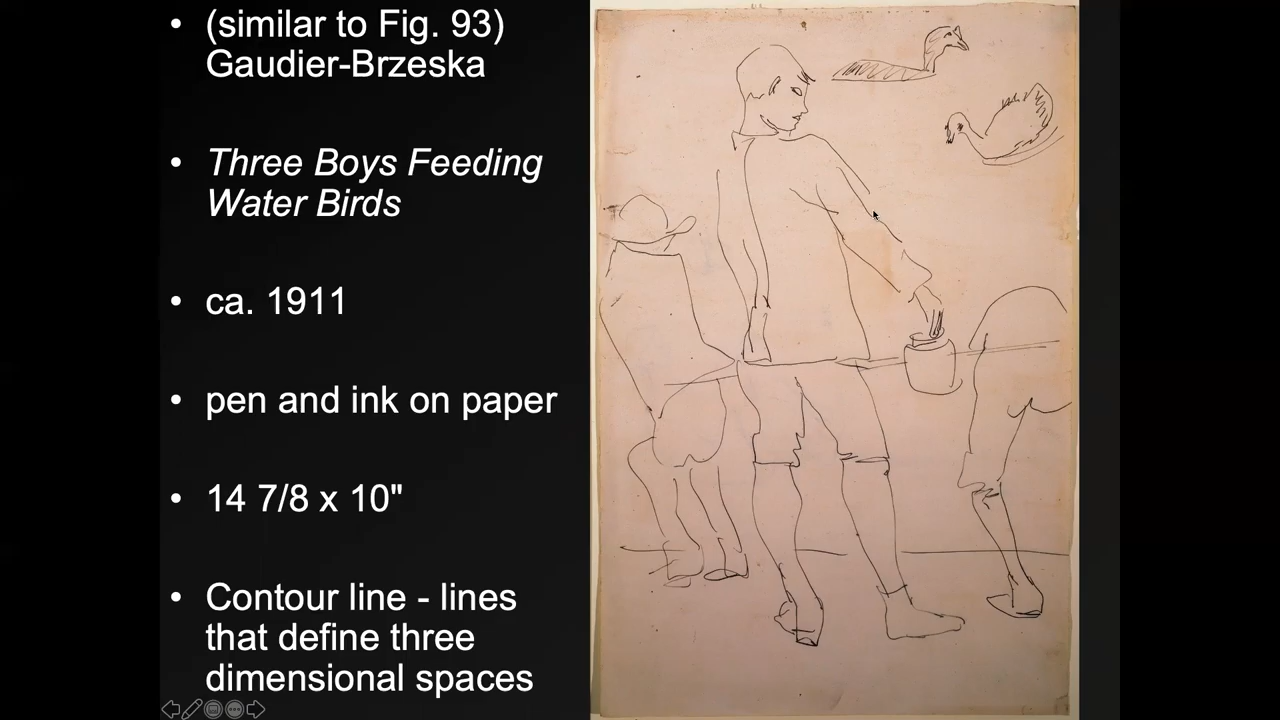 • (similar to Fig. 93)
Gaudier-Brzeska
• Three Boys Feeding
Water Birds
• ca. 1911
• pen and ink on paper
• 14 7/8 x 10"
• Contour line - lines
that define three
dimensional spaces